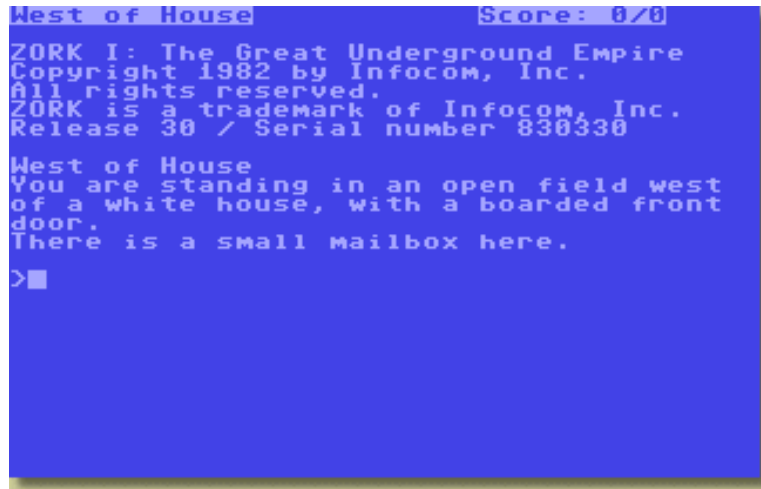 West of House Score: 0/0
ZORK I: The Great Underground Empire
Copyright 1982 by Infocom, Inc.
All rights reserved.
ZORK is a trademark of Infocom, Inc.
Release 30 / Serial number 830330
West of House
You are standing in an open field west
of a white house, with a boarded front
door.
There is a small mailbox here.
>